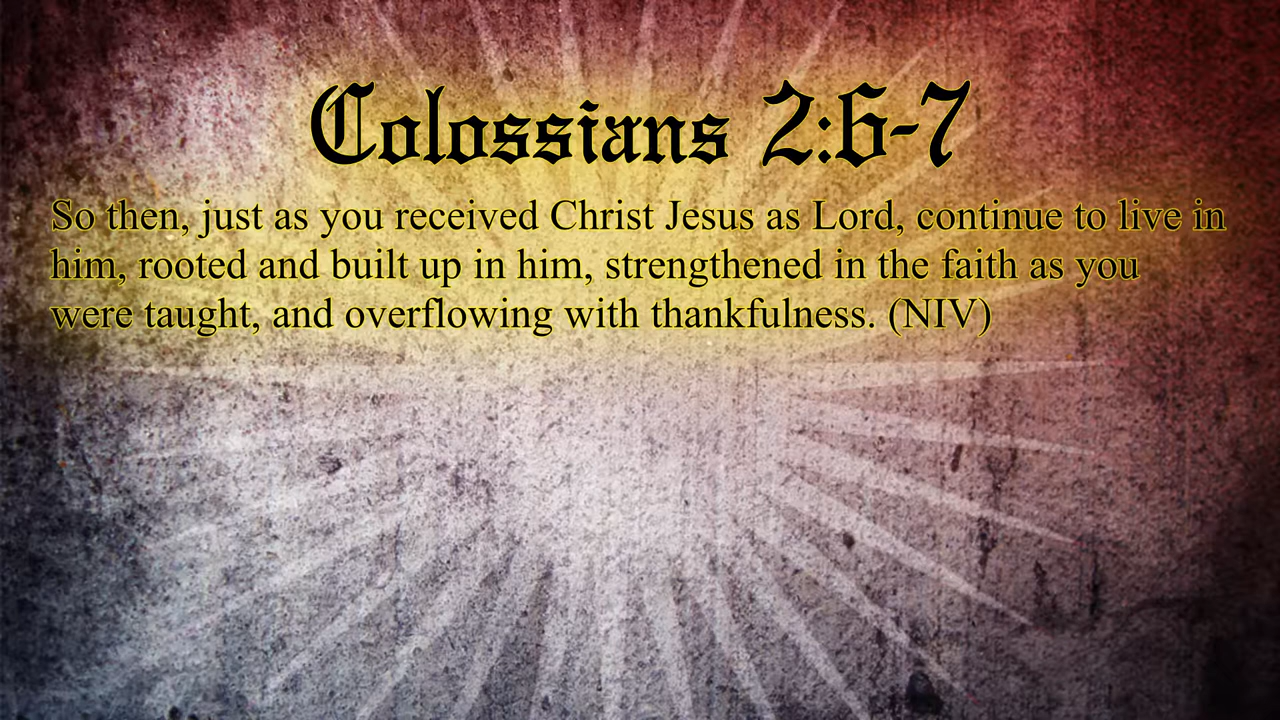 Colossians 2:6-7
So then, just as you received Christ Jesus as Lord, continue to live in
him, rooted and built up in him, strengthened in the faith as you
were taught, and overflowing with thankfulness. (NIV)